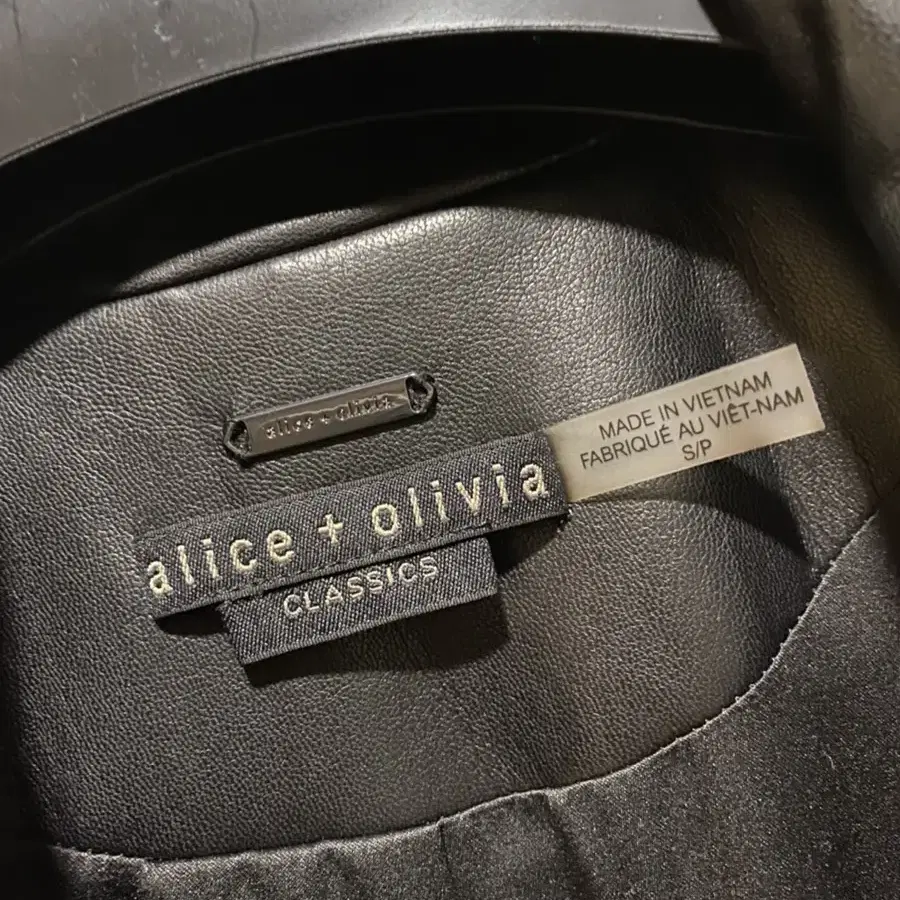 alice + olivia
alice + olivia
CLASSICS
MADE IN VIETNAM
FABRIQUÉ AU VIÊT-NAM
S/P